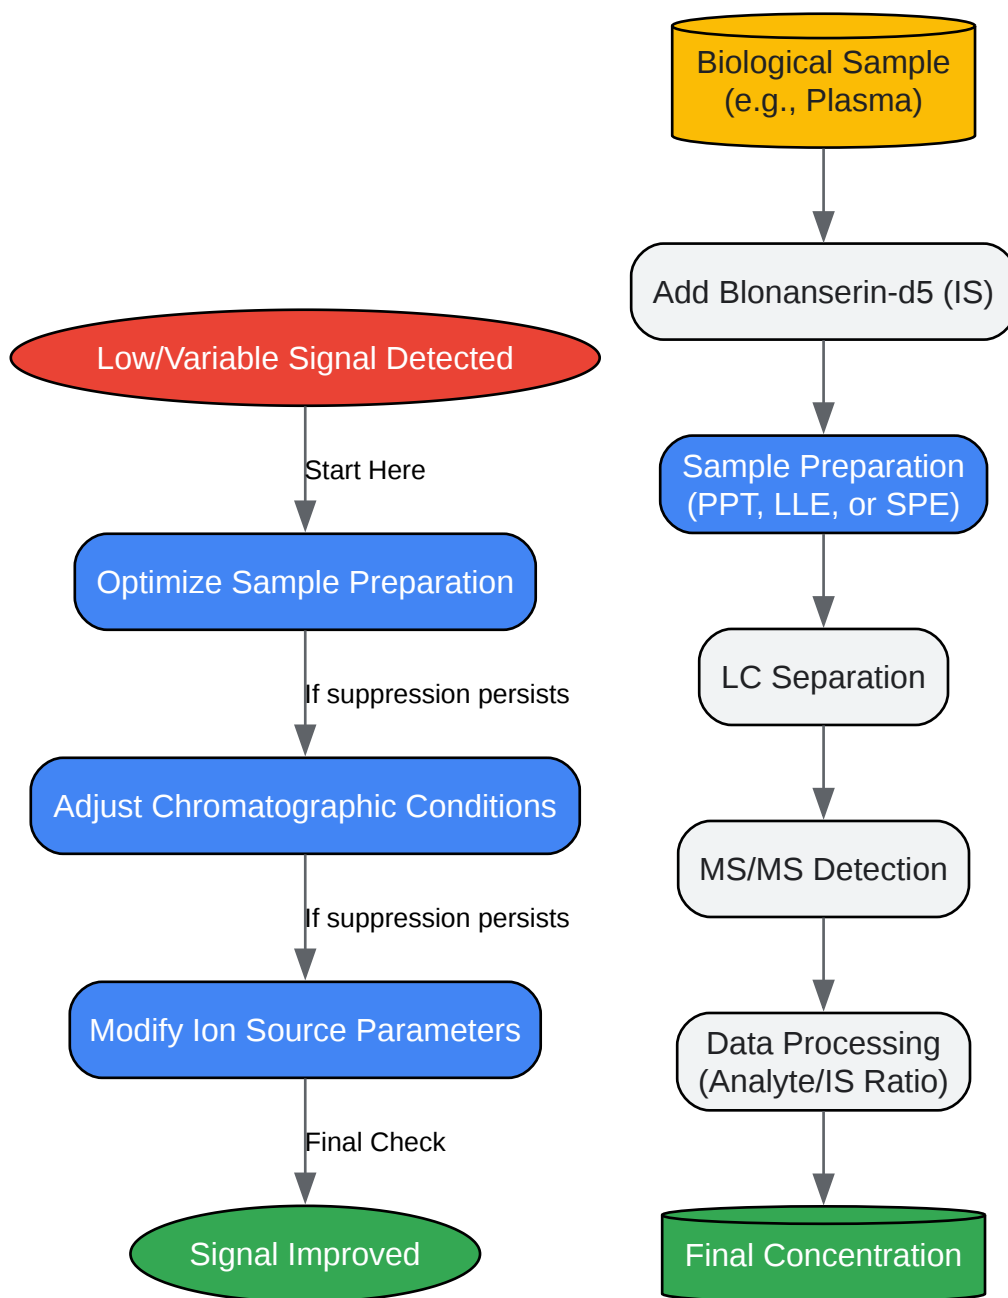 Low/Variable Signal Detected
Start Here
Optimize Sample Preparation
If suppression persists
Adjust Chromatographic Conditions
If suppression persists
Modify Ion Source Parameters
Final Check
Signal Improved
Biological Sample
(e.g., Plasma)
Add Blonanserin-d5 (IS)
Sample Preparation
(PPT, LLE, or SPE)
LC Separation
MS/MS Detection
Data Processing
(Analyte/IS Ratio)
Final Concentration